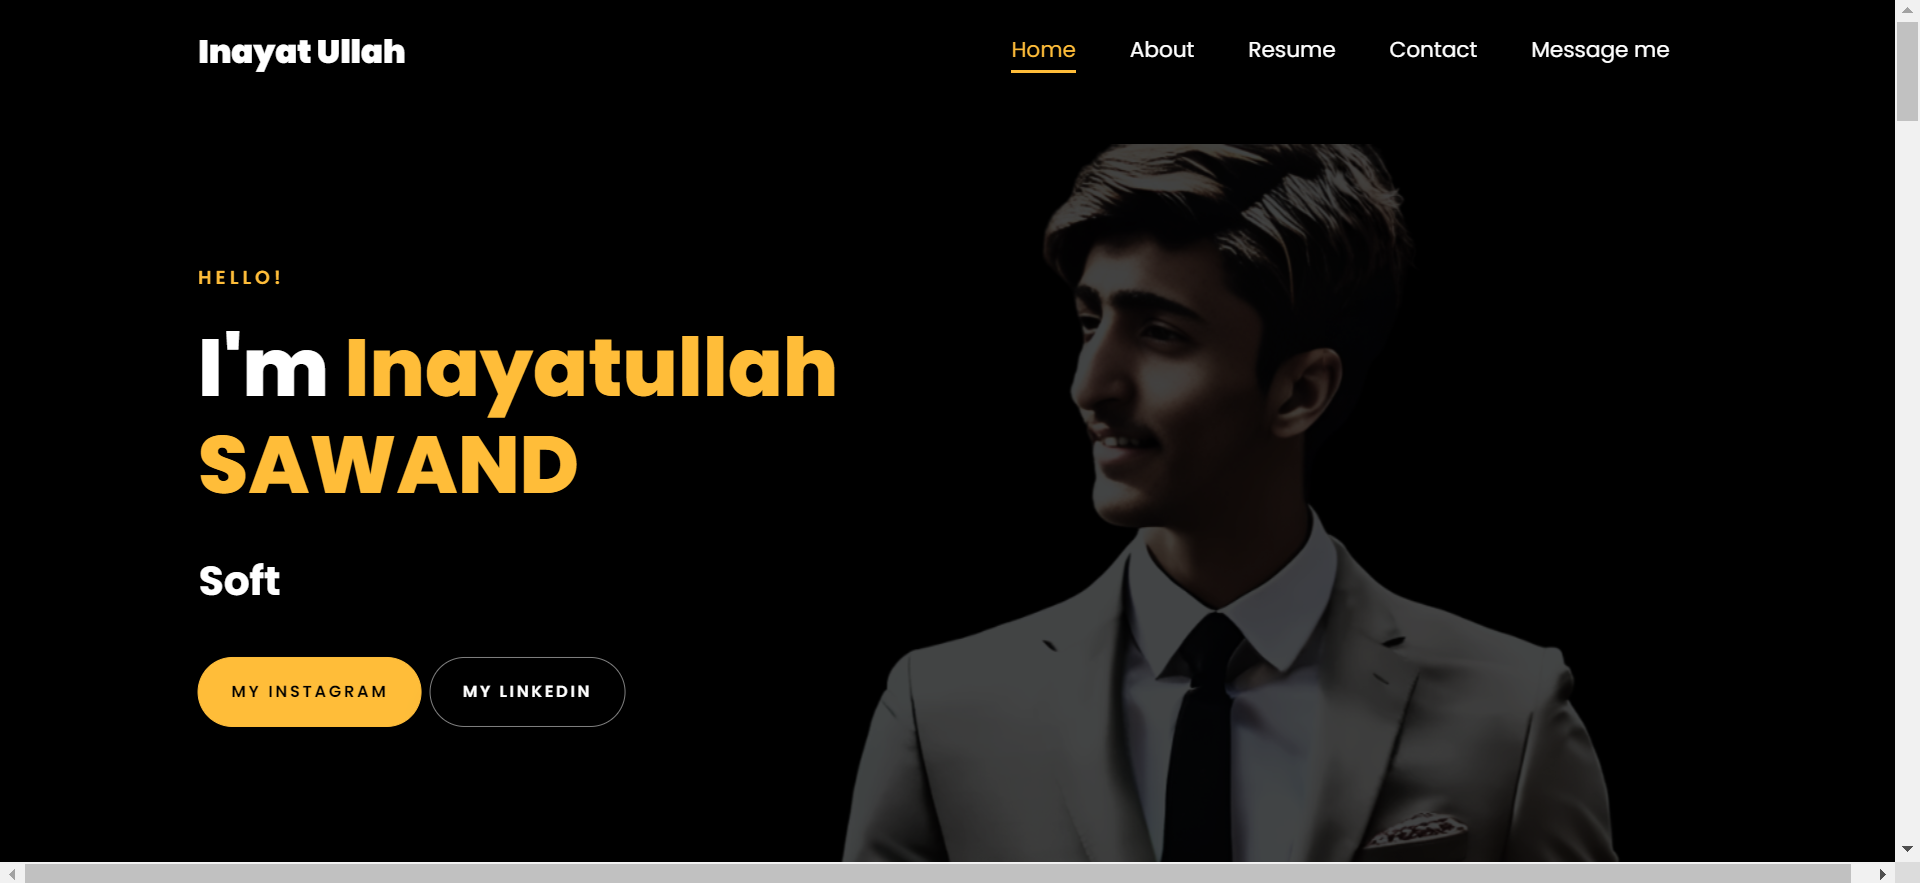 Inayat Ullah
Home About Resume Contact Message me
HELLO!
I'm Inayatullah
SAWAND
Soft
MY INSTAGRAM MY LINKEDIN